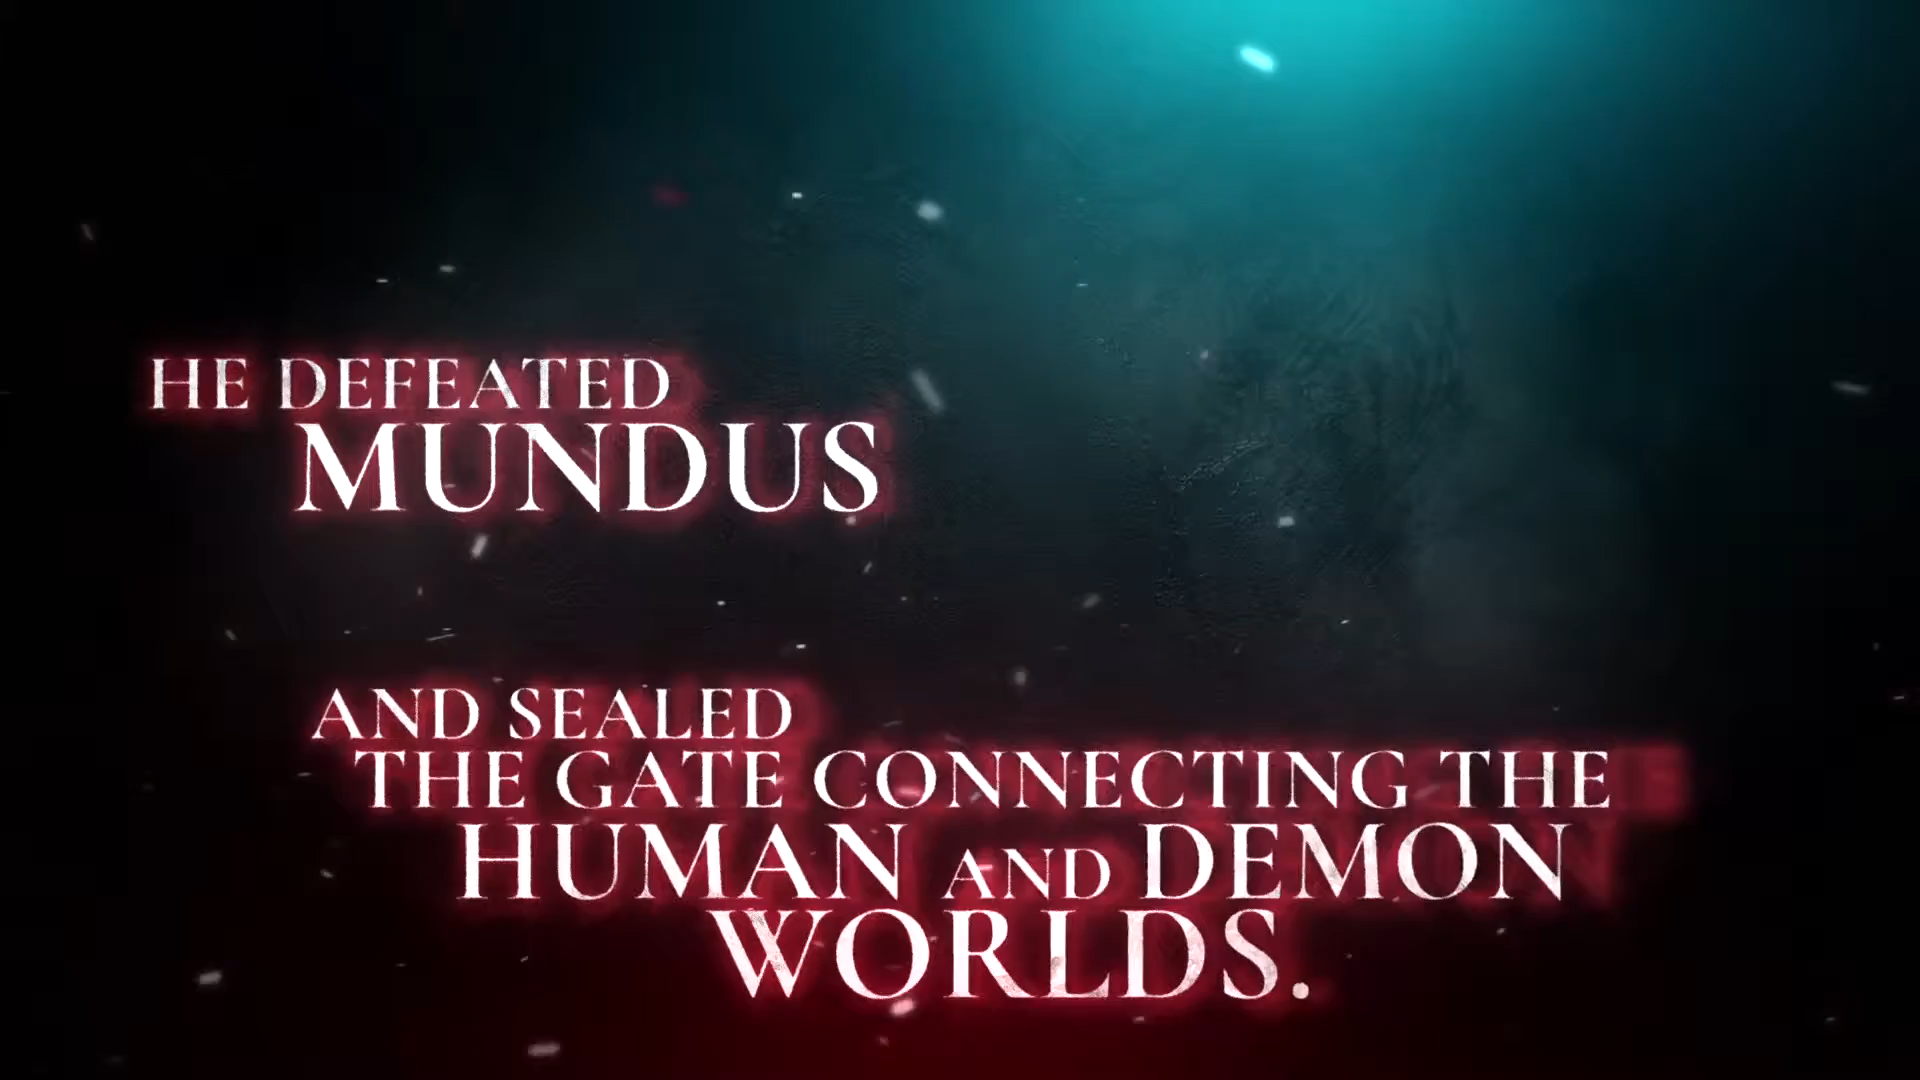 HE DEFEATED
MUNDUS
AND SEALED
THE GATE CONNECTING THE
HUMAN AND DEMON
WORLDS.